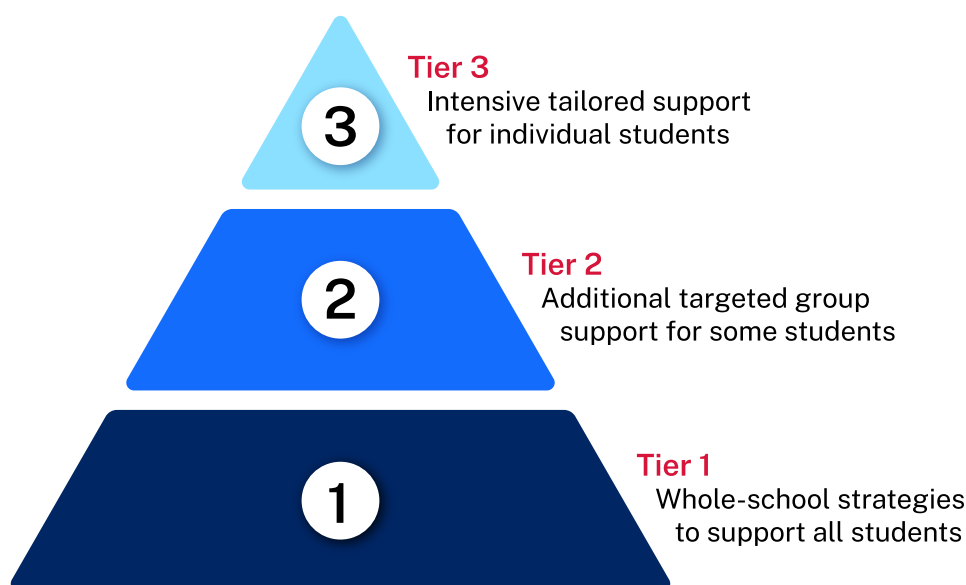 3
Tier 3
Intensive tailored support
for individual students
2
Tier 2
Additional targeted group
support for some students
1
Tier 1
Whole-school strategies
to support all students